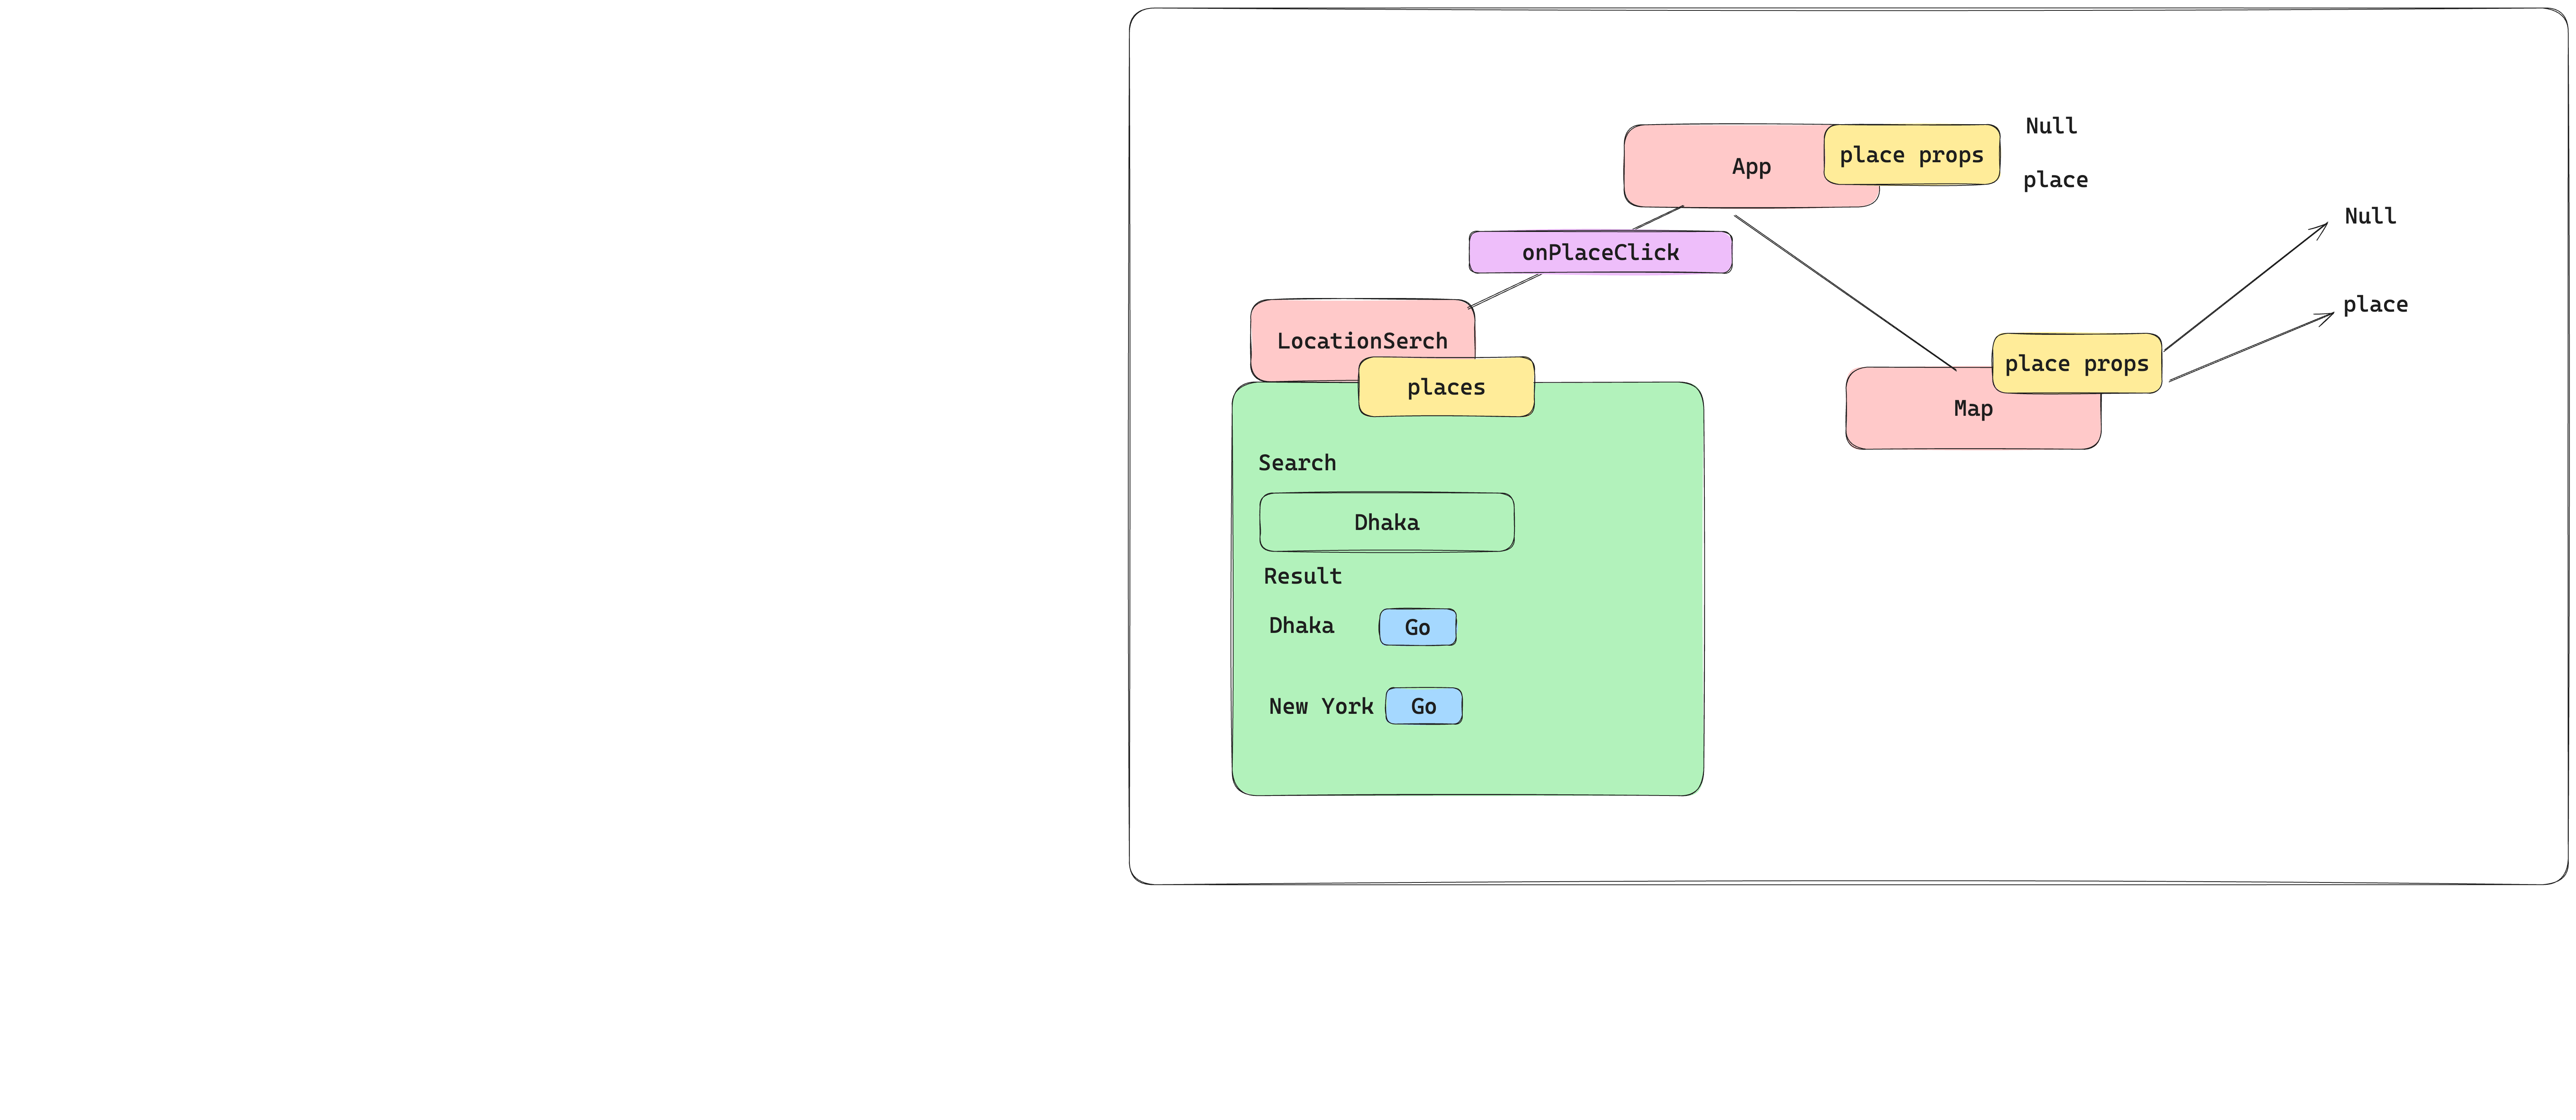 Null
App
place props
place
onPlaceClick
Null
place
LocationSerch
places
place props
Map
Search
Dhaka
Result
Dhaka Go
New York Go